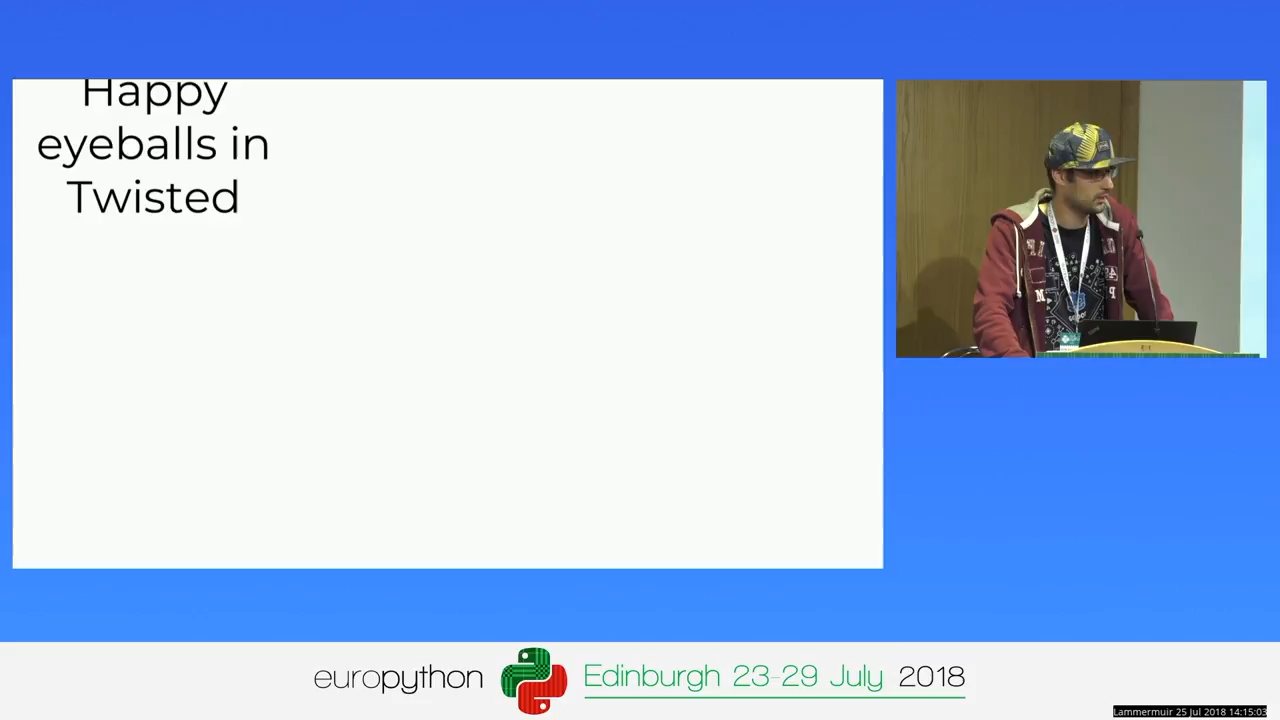 Happy
eyeballs in
Twisted
europython
Edinburgh 23-29 July 2018
Lammermuir 25 Jul 2018 14:15:03